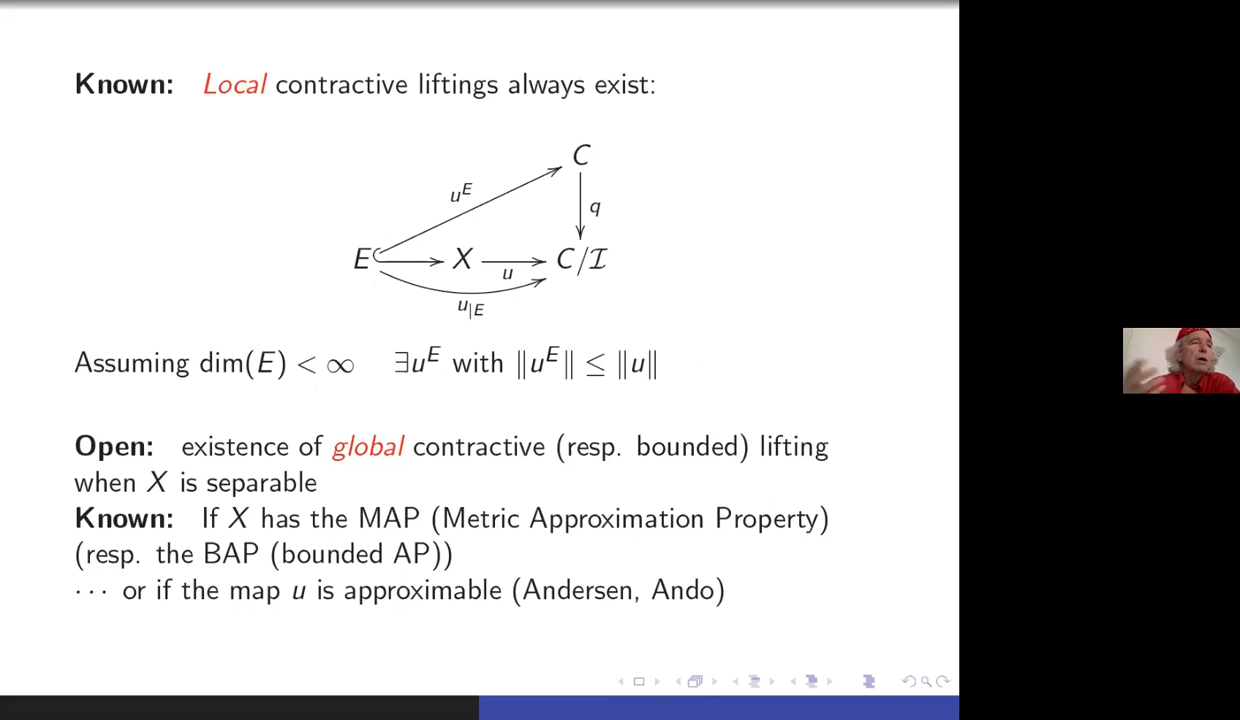 Known: Local contractive liftings always exist:
C
u^E
q
E X u C/I
u_{|E}
Assuming dim(E) < ∞ ∃u^E with ‖u^E‖ ≤ ‖u‖
Open: existence of global contractive (resp. bounded) lifting
when X is separable
Known: If X has the MAP (Metric Approximation Property)
(resp. the BAP (bounded AP))
··· or if the map u is approximable (Andersen, Ando)